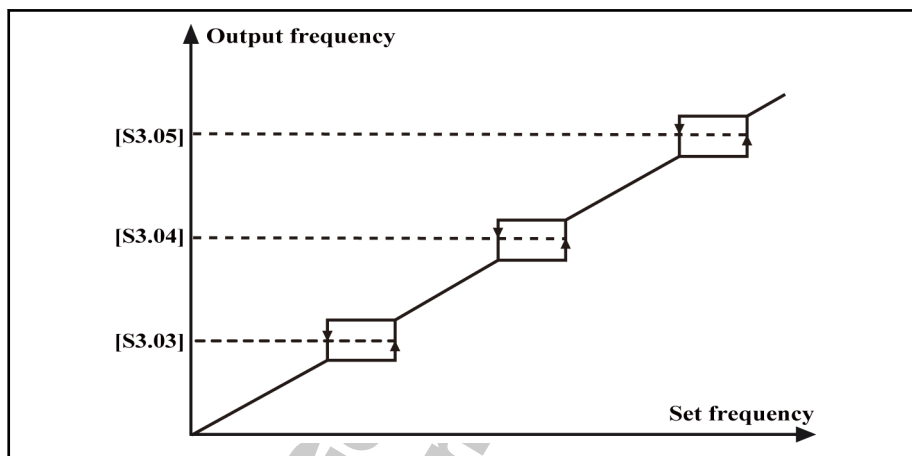 Output frequency
[S3.05]
[S3.04]
[S3.03]
Set frequency